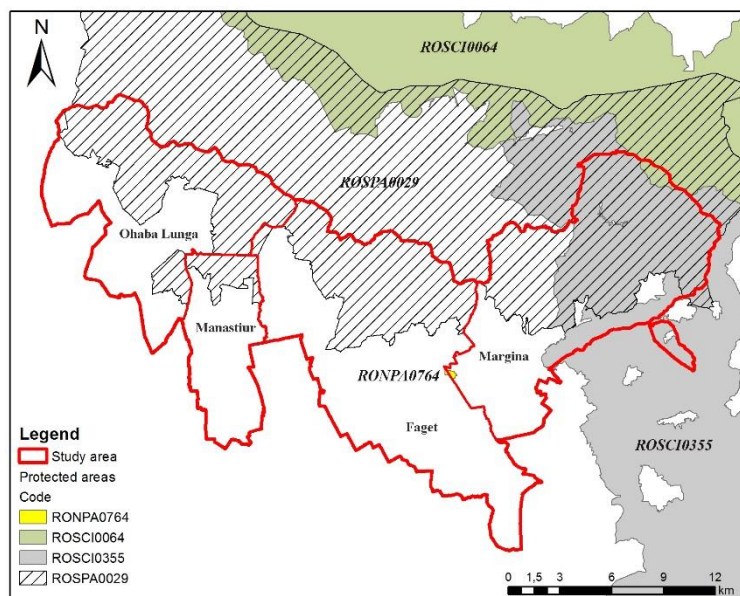 N
ROSCI0064
ROSPA0029
Ohaba Lunga
Manastiur
Margina
RONPA0764
Faget
ROSCI0355
Legend
Study area
Protected areas
Code
RONPA0764
ROSCI0064
ROSCI0355
ROSPA0029
0 1,5 3 6 9 12
km